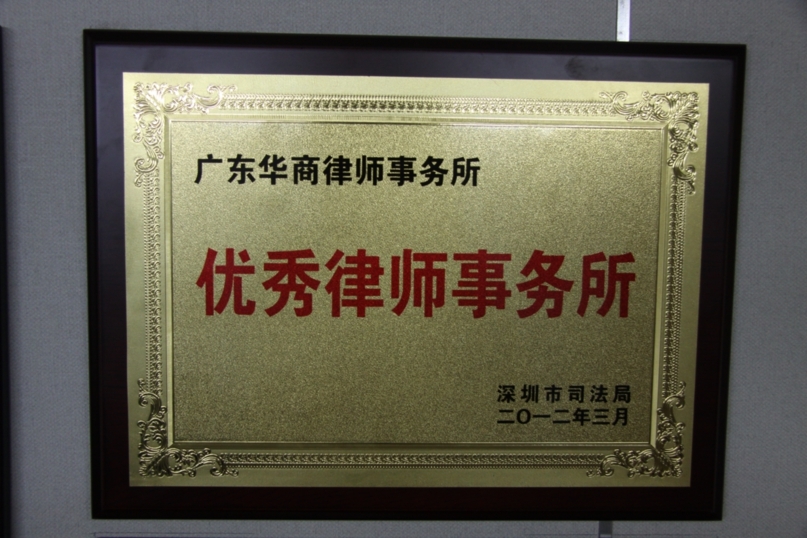 广东华商律师事务所
优秀律师事务所
深圳市司法局
二〇一二年三月